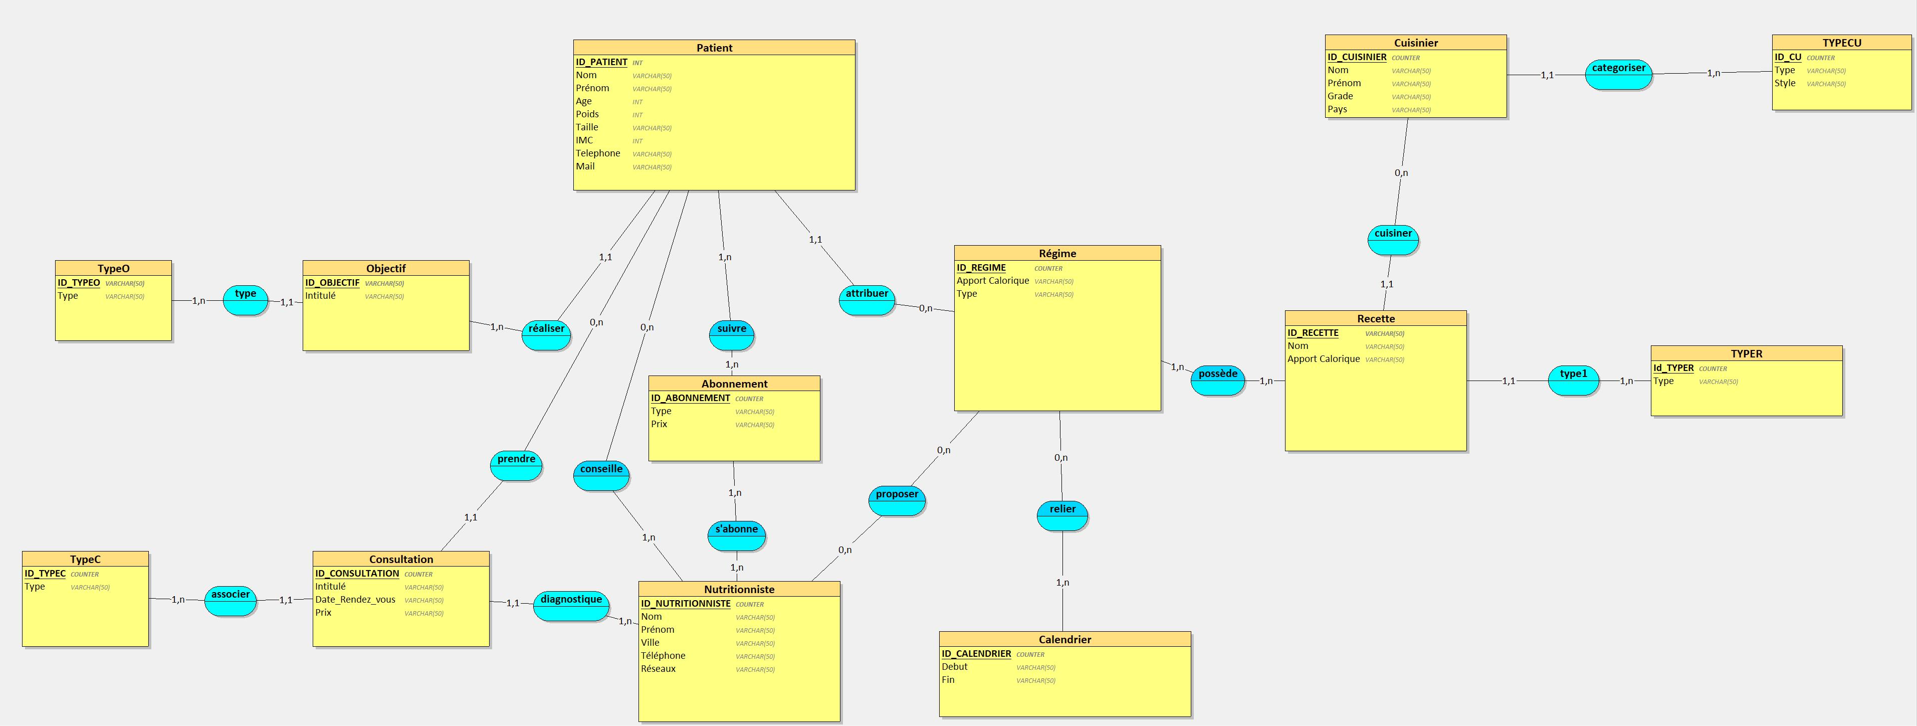 Patient
ID_PATIENT INT
Nom VARCHAR(50)
Prénom VARCHAR(50)
Age INT
Poids INT
Taille VARCHAR(50)
IMC INT
Telephone VARCHAR(50)
Mail VARCHAR(50)
Cuisinier
ID_CUISINIER COUNTER
Nom VARCHAR(50)
Prénom VARCHAR(50)
Grade VARCHAR(50)
Pays VARCHAR(50)
1,1
categoriser
1,n
TYPECU
ID_CU COUNTER
Type VARCHAR(50)
Style VARCHAR(50)
0,n
cuisiner
1,1
TypeO
ID_TYPEO VARCHAR(50)
Type VARCHAR(50)
1,n
type
1,1
Objectif
ID_OBJECTIF VARCHAR(50)
Intitulé VARCHAR(50)
1,n
réaliser
1,1
0,n
0,n
1,n
suivre
1,n
1,1
attribuer
0,n
Régime
ID_REGIME COUNTER
Apport Calorique VARCHAR(50)
Type VARCHAR(50)
1,n
possède
1,n
Recette
ID_RECETTE VARCHAR(50)
Nom VARCHAR(50)
Apport Calorique VARCHAR(50)
1,1
type1
1,n
TYPER
Id_TYPER COUNTER
Type VARCHAR(50)
Abonnement
ID_ABONNEMENT COUNTER
Type VARCHAR(50)
Prix VARCHAR(50)
prendre
1,1
conseille
1,n
1,n
s'abonne
1,n
0,n
proposer
0,n
0,n
relier
1,n
TypeC
ID_TYPEC COUNTER
Type VARCHAR(50)
1,n
associer
1,1
Consultation
ID_CONSULTATION COUNTER
Intitulé VARCHAR(50)
Date_Rendez_vous VARCHAR(50)
Prix VARCHAR(50)
1,1
diagnostique
1,n
Nutritionniste
ID_NUTRITIONNISTE COUNTER
Nom VARCHAR(50)
Prénom VARCHAR(50)
Ville VARCHAR(50)
Téléphone VARCHAR(50)
Réseaux VARCHAR(50)
Calendrier
ID_CALENDRIER COUNTER
Debut VARCHAR(50)
Fin VARCHAR(50)